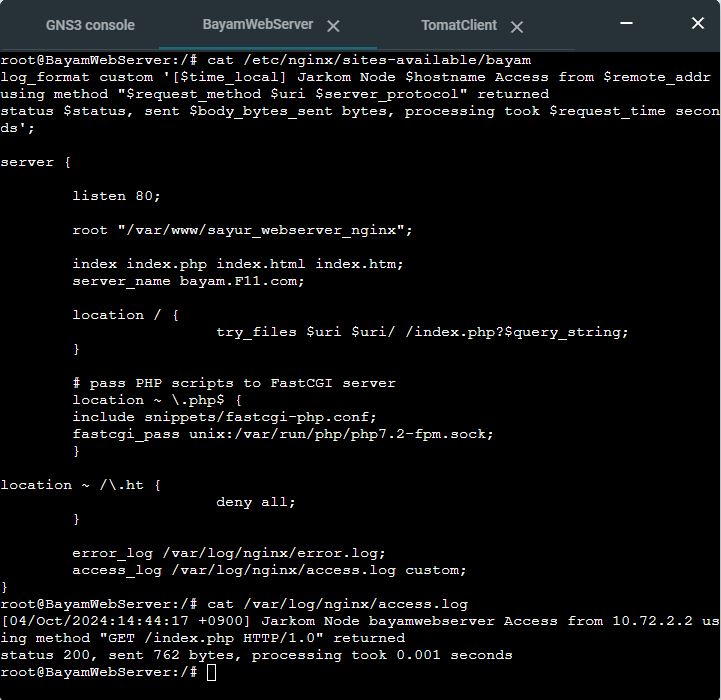 GNS3 console BayamWebServer TomatClient
root@BayamWebServer:/# cat /etc/nginx/sites-available/bayam
log_format custom '[$time_local] Jarkom Node $hostname Access from $remote_addr
using method "$request_method $uri $server_protocol" returned
status $status, sent $body_bytes_sent bytes, processing took $request_time secon
ds';
server {
listen 80;
root "/var/www/sayur_webserver_nginx";
index index.php index.html index.htm;
server_name bayam.F11.com;
location / {
try_files $uri $uri/ /index.php?$query_string;
}
# pass PHP scripts to FastCGI server
location ~ \.php$ {
include snippets/fastcgi-php.conf;
fastcgi_pass unix:/var/run/php/php7.2-fpm.sock;
}
location ~ /\.ht {
deny all;
}
error_log /var/log/nginx/error.log;
access_log /var/log/nginx/access.log custom;
}
root@BayamWebServer:/# cat /var/log/nginx/access.log
[04/Oct/2024:14:44:17 +0900] Jarkom Node bayamwebserver Access from 10.72.2.2 us
ing method "GET /index.php HTTP/1.0" returned
status 200, sent 762 bytes, processing took 0.001 seconds
root@BayamWebServer:/#